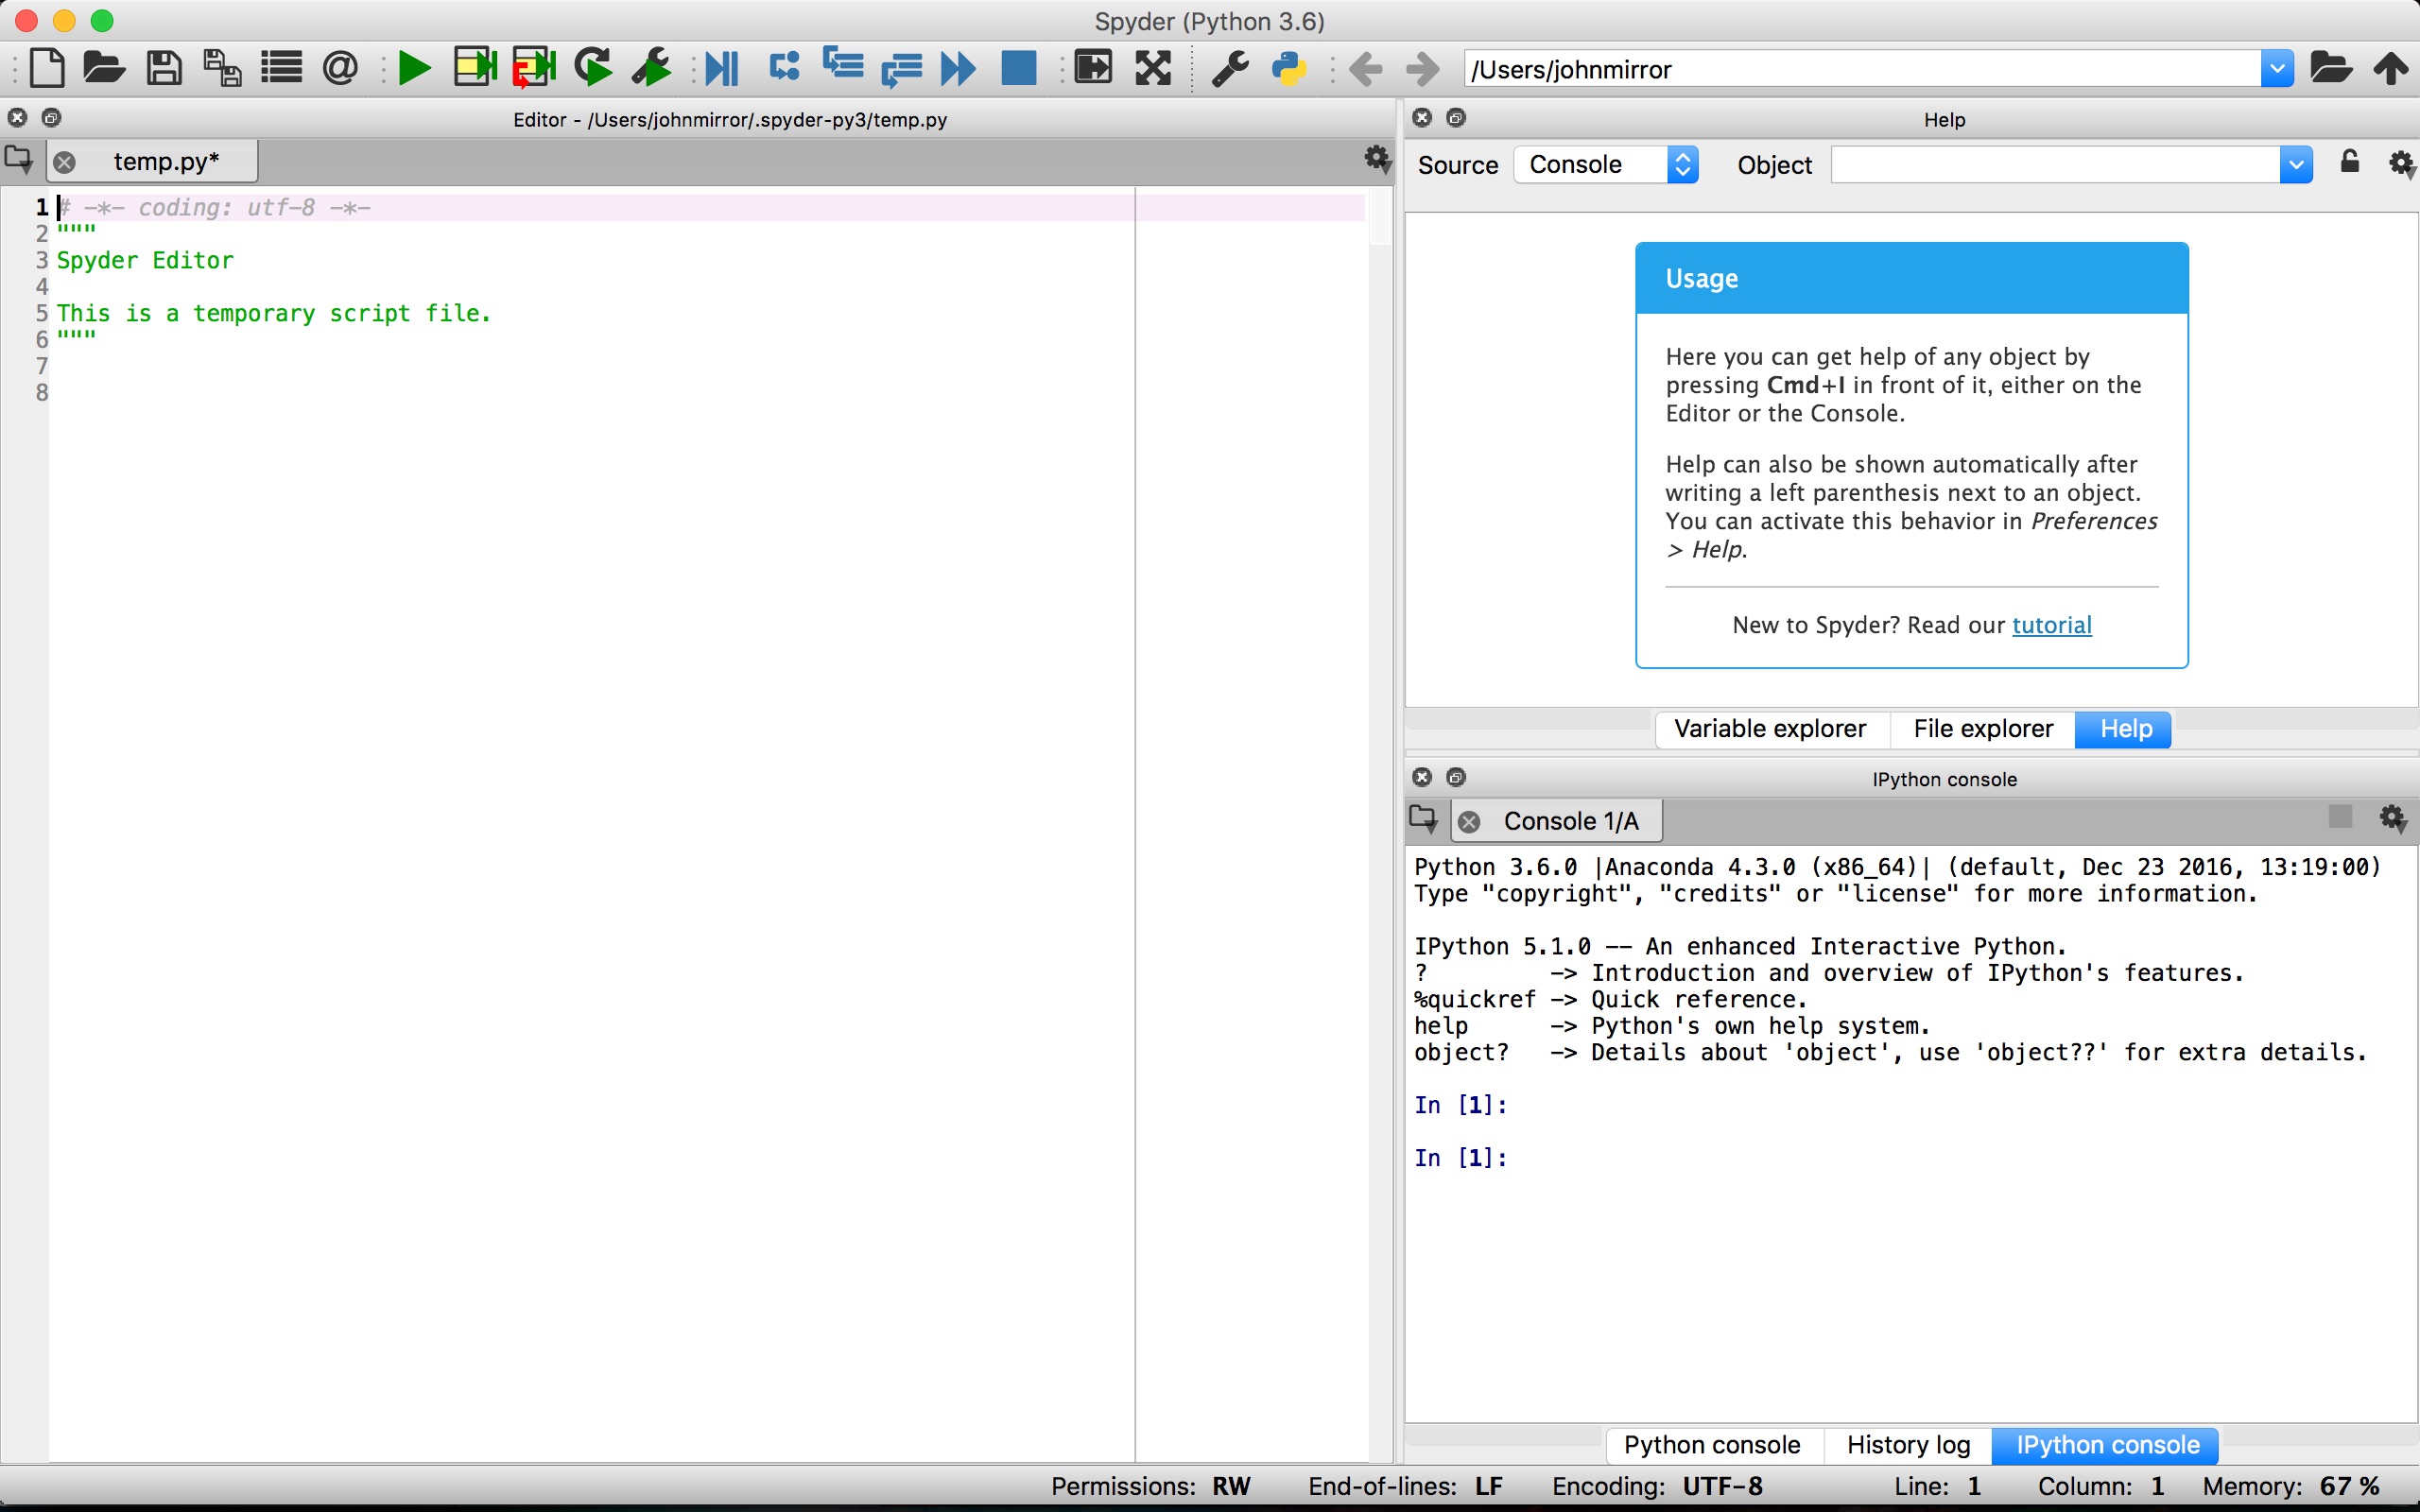 Spyder (Python 3.6)
/Users/johnmirror
Editor - /Users/johnmirror/.spyder-py3/temp.py
temp.py*
1 # -*- coding: utf-8 -*-
2 """
3 Spyder Editor
4
5 This is a temporary script file.
6 """
7
8
Help
Source Console Object
Usage
Here you can get help of any object by
pressing Cmd+I in front of it, either on the
Editor or the Console.
Help can also be shown automatically after
writing a left parenthesis next to an object.
You can activate this behavior in Preferences
> Help.
New to Spyder? Read our tutorial
Variable explorer File explorer Help
IPython console
Console 1/A
Python 3.6.0 |Anaconda 4.3.0 (x86_64)| (default, Dec 23 2016, 13:19:00)
Type "copyright", "credits" or "license" for more information.
IPython 5.1.0 -- An enhanced Interactive Python.
? -> Introduction and overview of IPython's features.
%quickref -> Quick reference.
help -> Python's own help system.
object? -> Details about 'object', use 'object??' for extra details.
In [1]:
In [1]:
Python console History log IPython console
Permissions: RW End-of-lines: LF Encoding: UTF-8 Line: 1 Column: 1 Memory: 67 %